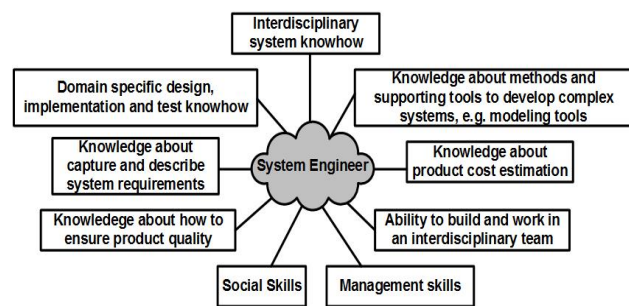 Interdisciplinary
system knowhow
Domain specific design,
implementation and test knowhow
Knowledge about methods and
supporting tools to develop complex
systems, e.g. modeling tools
Knowledge about
capture and describe
system requirements
System Engineer
Knowledge about
product cost estimation
Knowledege about how to
ensure product quality
Ability to build and work in
an interdisciplinary team
Social Skills
Management skills